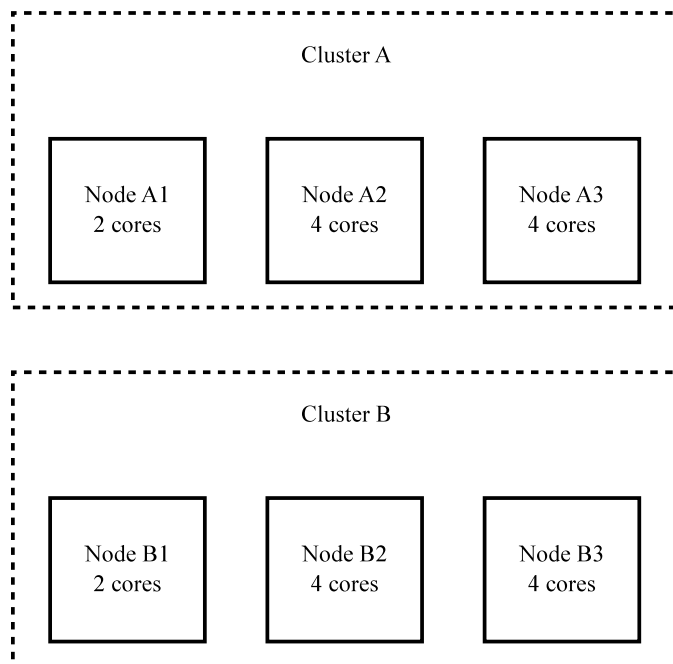 Cluster A
Node A1
2 cores
Node A2
4 cores
Node A3
4 cores
Cluster B
Node B1
2 cores
Node B2
4 cores
Node B3
4 cores